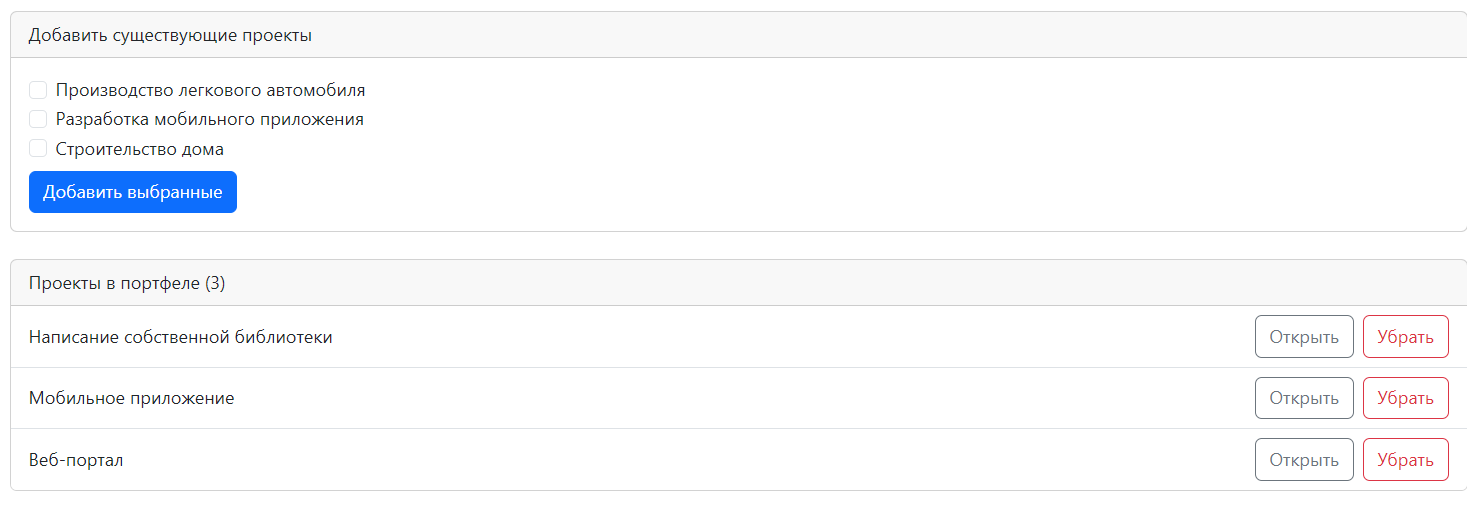 Добавить существующие проекты
Производство легкового автомобиля
Разработка мобильного приложения
Строительство дома
Добавить выбранные
Проекты в портфеле (3)
Написание собственной библиотеки Открыть Убрать
Мобильное приложение Открыть Убрать
Веб-портал Открыть Убрать